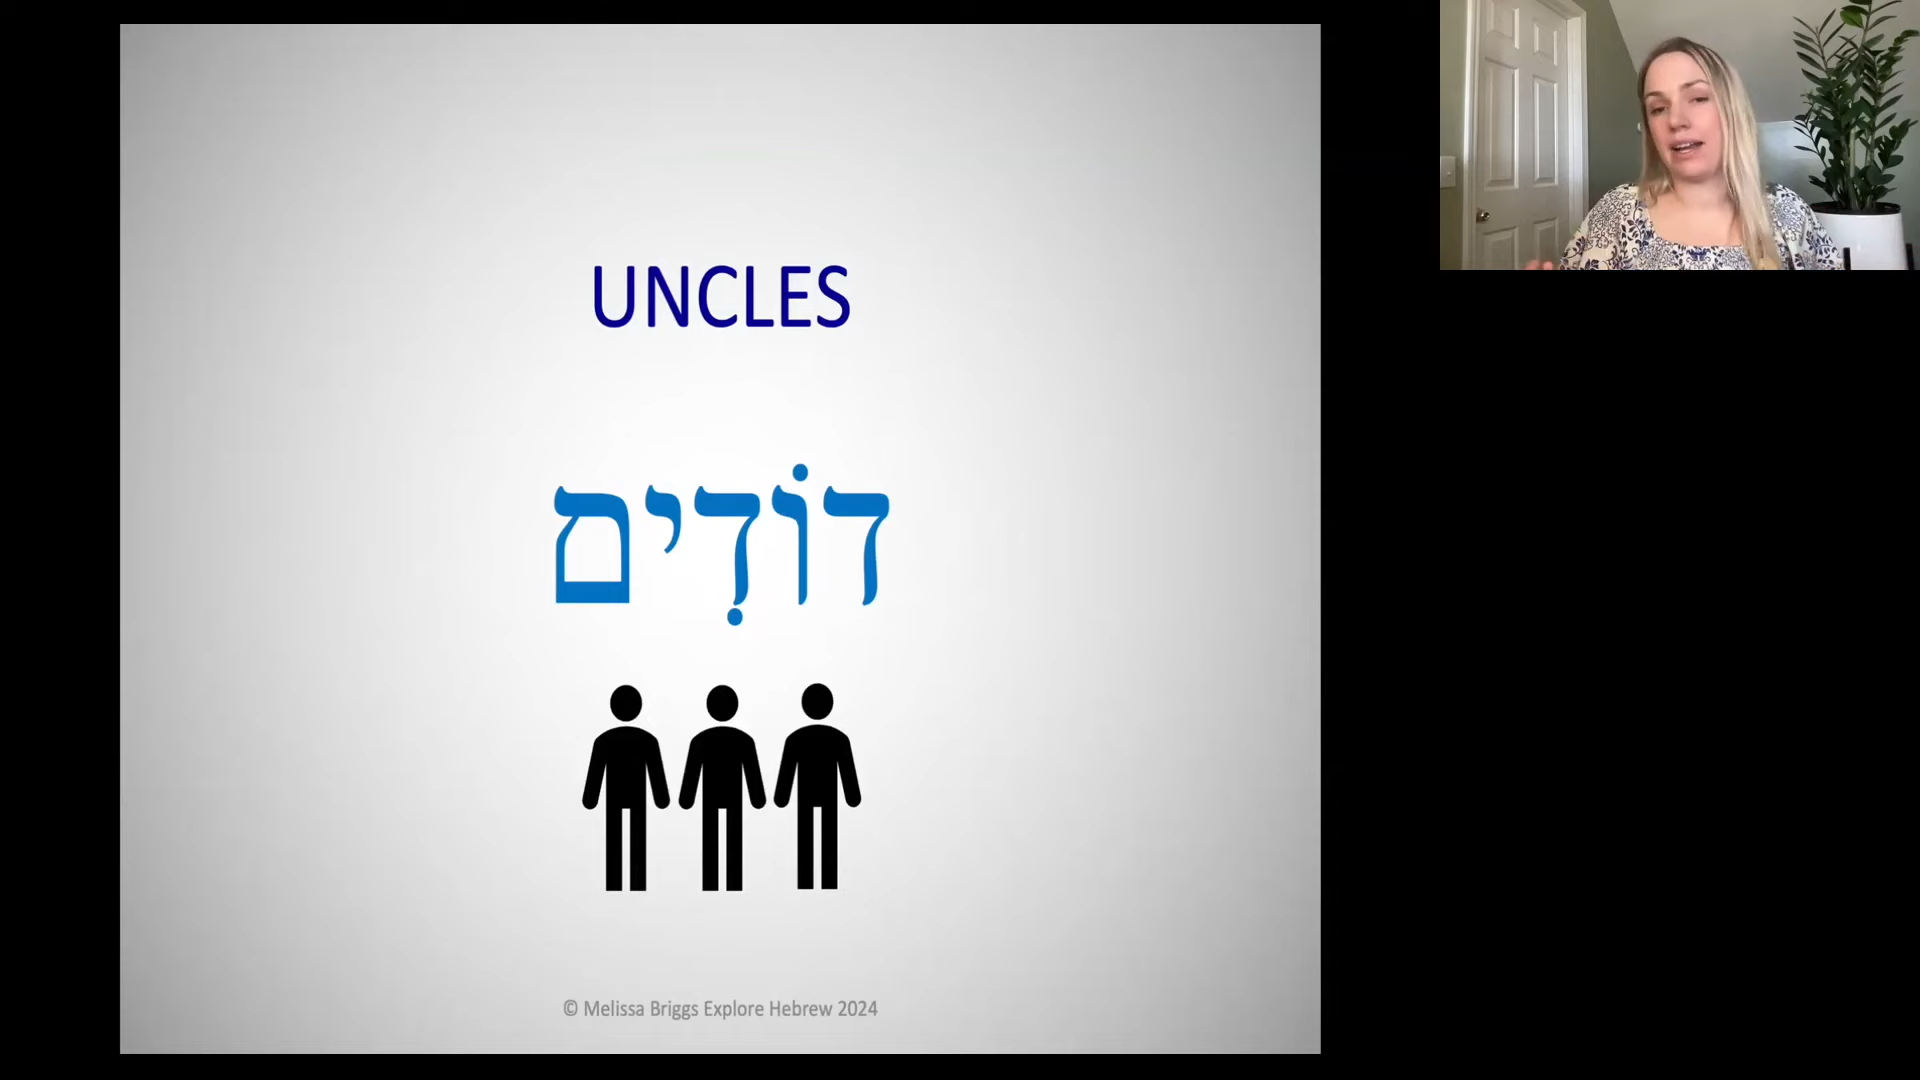 UNCLES
דוֹדִים
© Melissa Briggs Explore Hebrew 2024